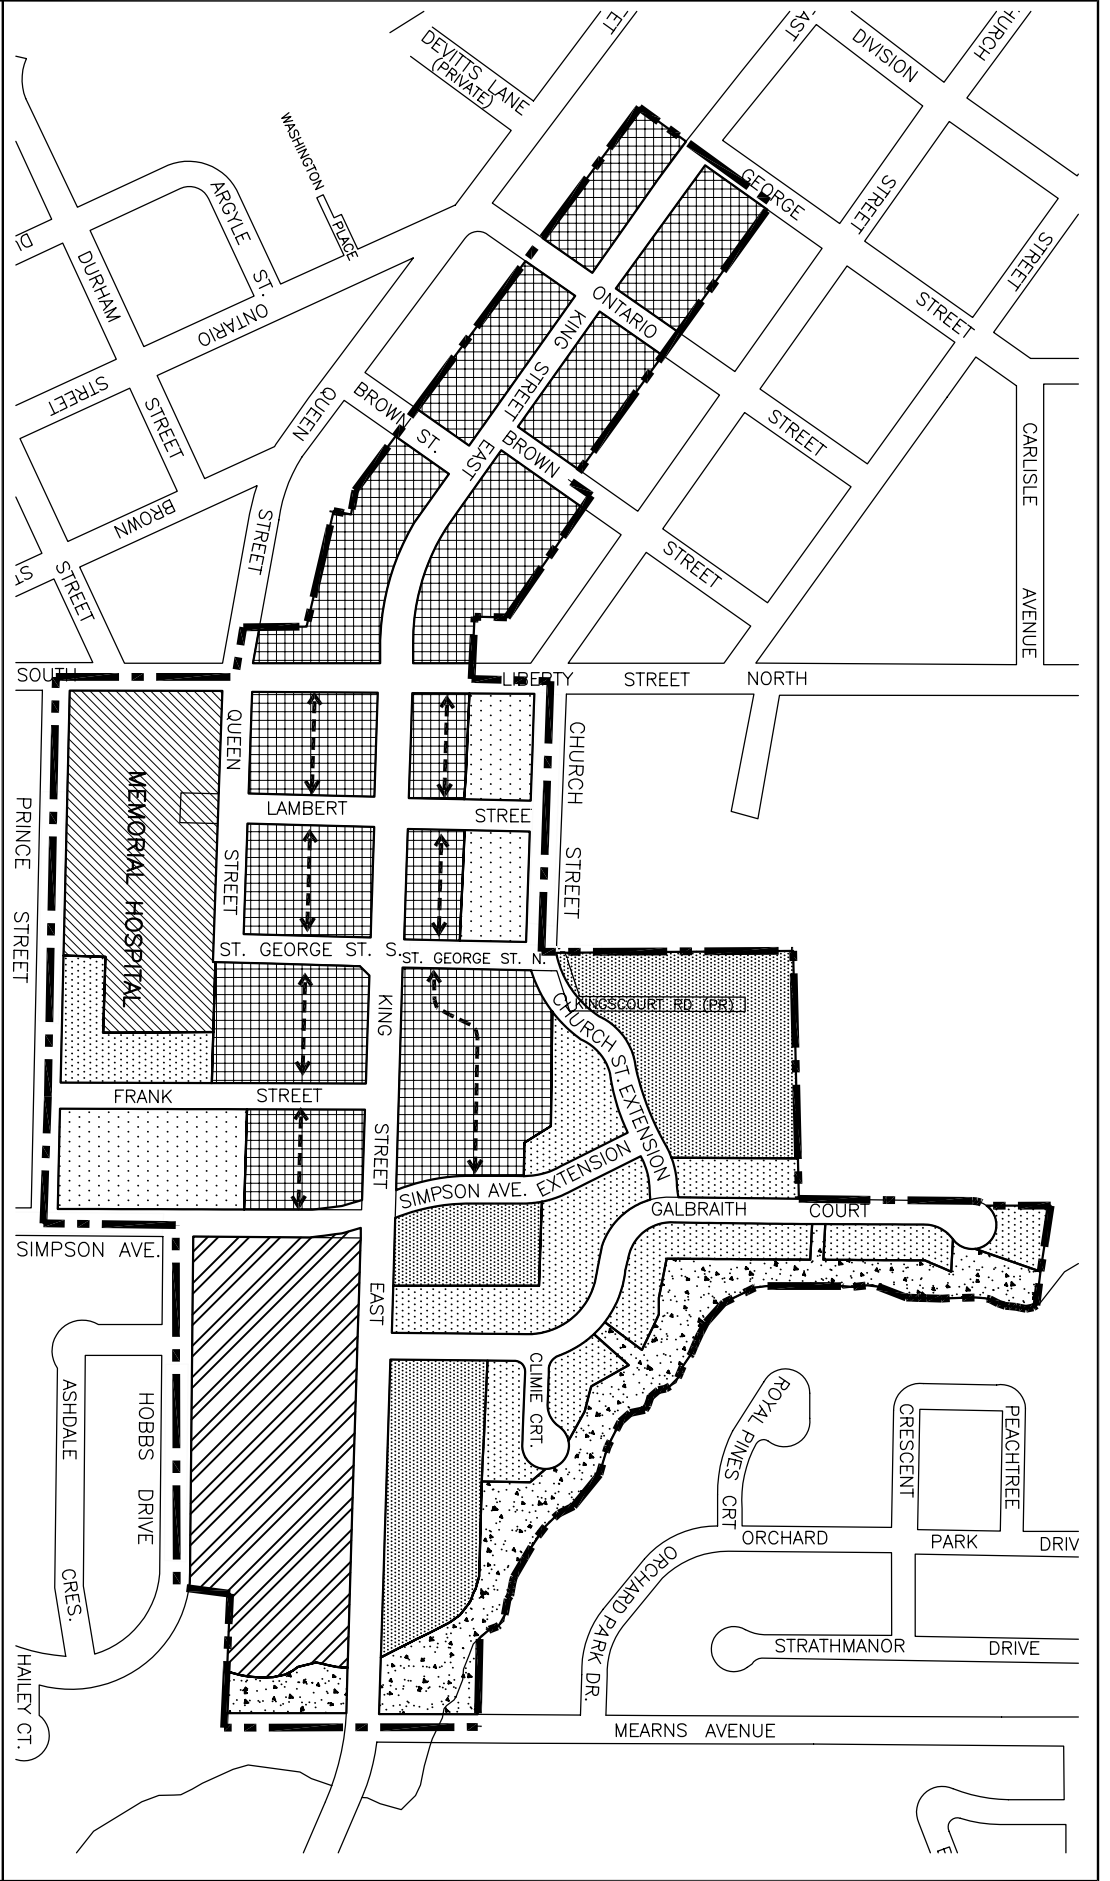 DEVITTS LANE
(PRIVATE)
DIVISION
WASHINGTON
PLACE
ARGYLE
ST.
DURHAM
STREET
ONTARIO
STREET
BROWN
STREET
QUEEN
STREET
GEORGE
STREET
STREET
STREET
ONTARIO
STREET
KING
STREET
EAST
BROWN ST.
BROWN
STREET
CARLISLE
AVENUE
SOUTH
LIBERTY
STREET
NORTH
QUEEN
STREET
CHURCH
STREET
PRINCE
STREET
MEMORIAL HOSPITAL
LAMBERT
STREE
ST. GEORGE ST. S.
ST. GEORGE ST. N.
KING
STREET
EAST
KINGSCOURT RD (PR)
CHURCH ST. EXTENSION
FRANK
STREET
SIMPSON AVE. EXTENSION
GALBRAITH
COURT
SIMPSON AVE.
CLIMIE CRT.
ASHDALE
CRES.
HOBBS
DRIVE
ROYAL PINES CRT
CRESCENT
PEACHTREE
ORCHARD
PARK
DRIV
ORCHARD PARK DR.
STRATHMANOR
DRIVE
HAILEY CT.
MEARNS AVENUE